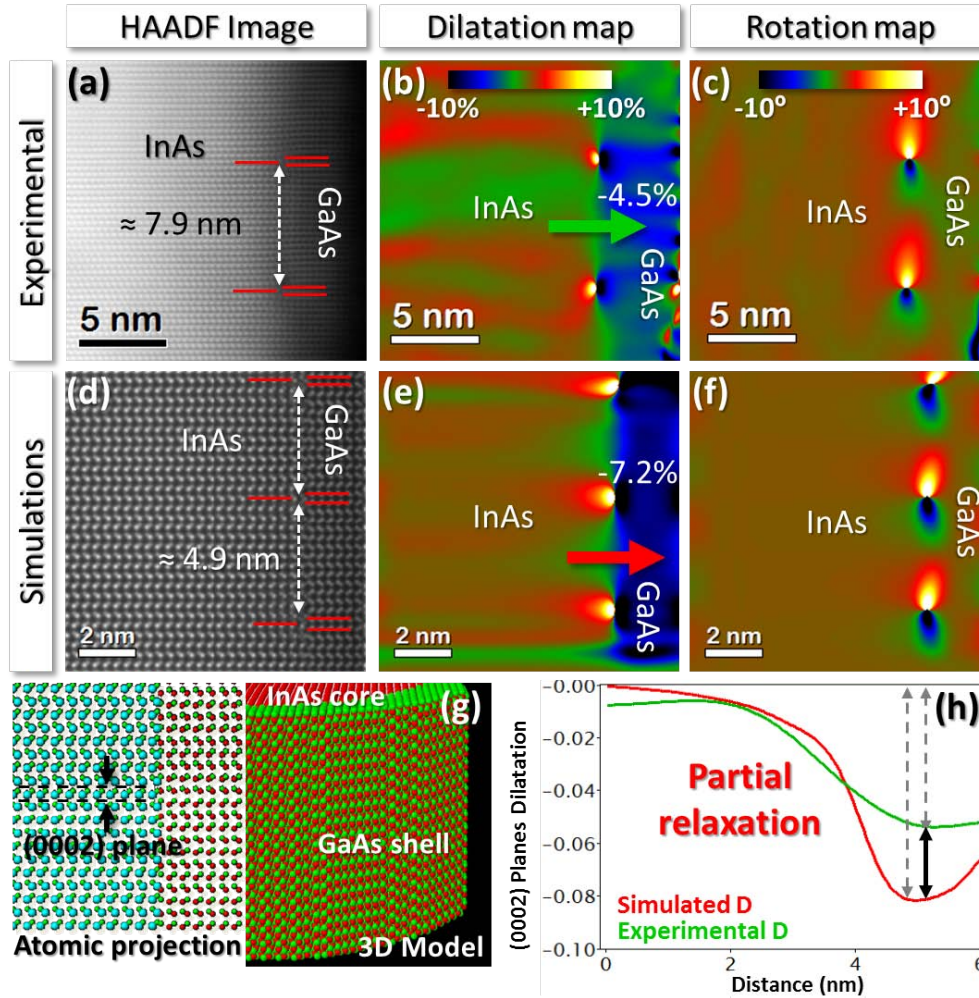 HAADF Image
Dilatation map
Rotation map
Experimental
(a)
InAs
GaAs
≈ 7.9 nm
5 nm
(b)
-10%
+10%
InAs
-4.5%
GaAs
5 nm
(c)
-10º
+10º
InAs
GaAs
5 nm
Simulations
(d)
InAs
GaAs
≈ 4.9 nm
2 nm
(e)
InAs
-7.2%
GaAs
2 nm
(f)
InAs
GaAs
2 nm
(0002) plane
Atomic projection
InAs core
(g)
GaAs shell
3D Model
(h)
(0002) Planes Dilatation
−0.00
−0.02
−0.04
−0.06
−0.08
−0.10
Partial
relaxation
Simulated D
Experimental D
0
2
4
6
Distance (nm)